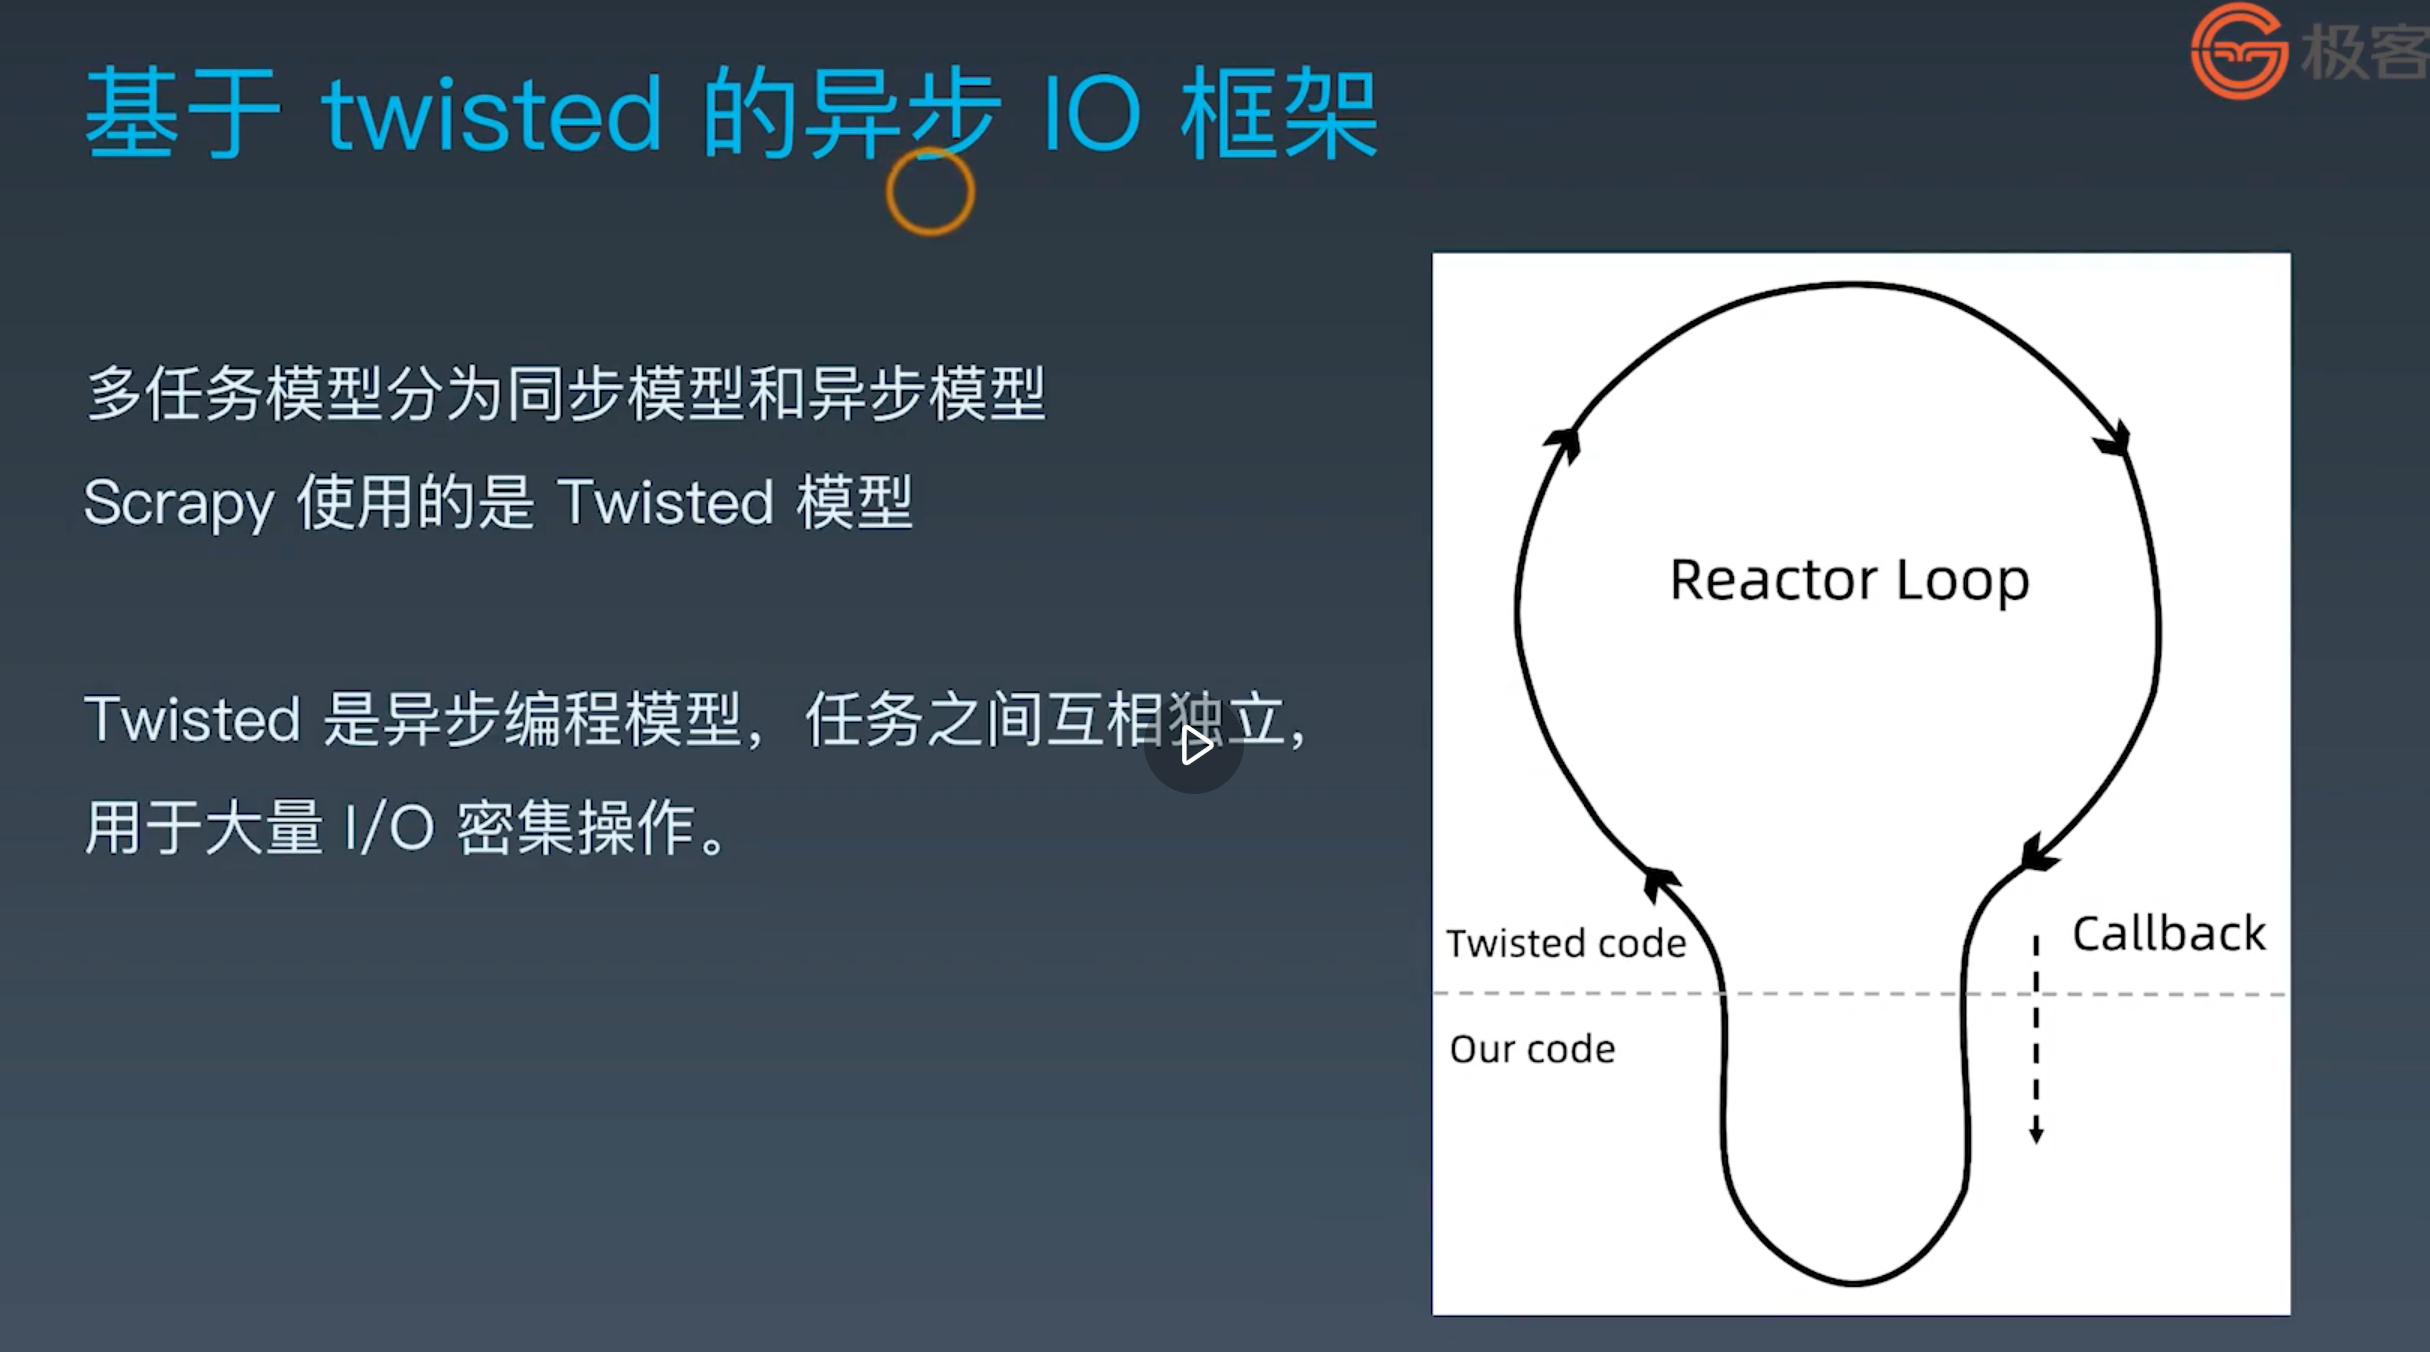 极客
基于 twisted 的异步 IO 框架
多任务模型分为同步模型和异步模型
Scrapy 使用的是 Twisted 模型
Twisted 是异步编程模型，任务之间互相独立，
用于大量 I/O 密集操作。
Reactor Loop
Twisted code
Callback
Our code